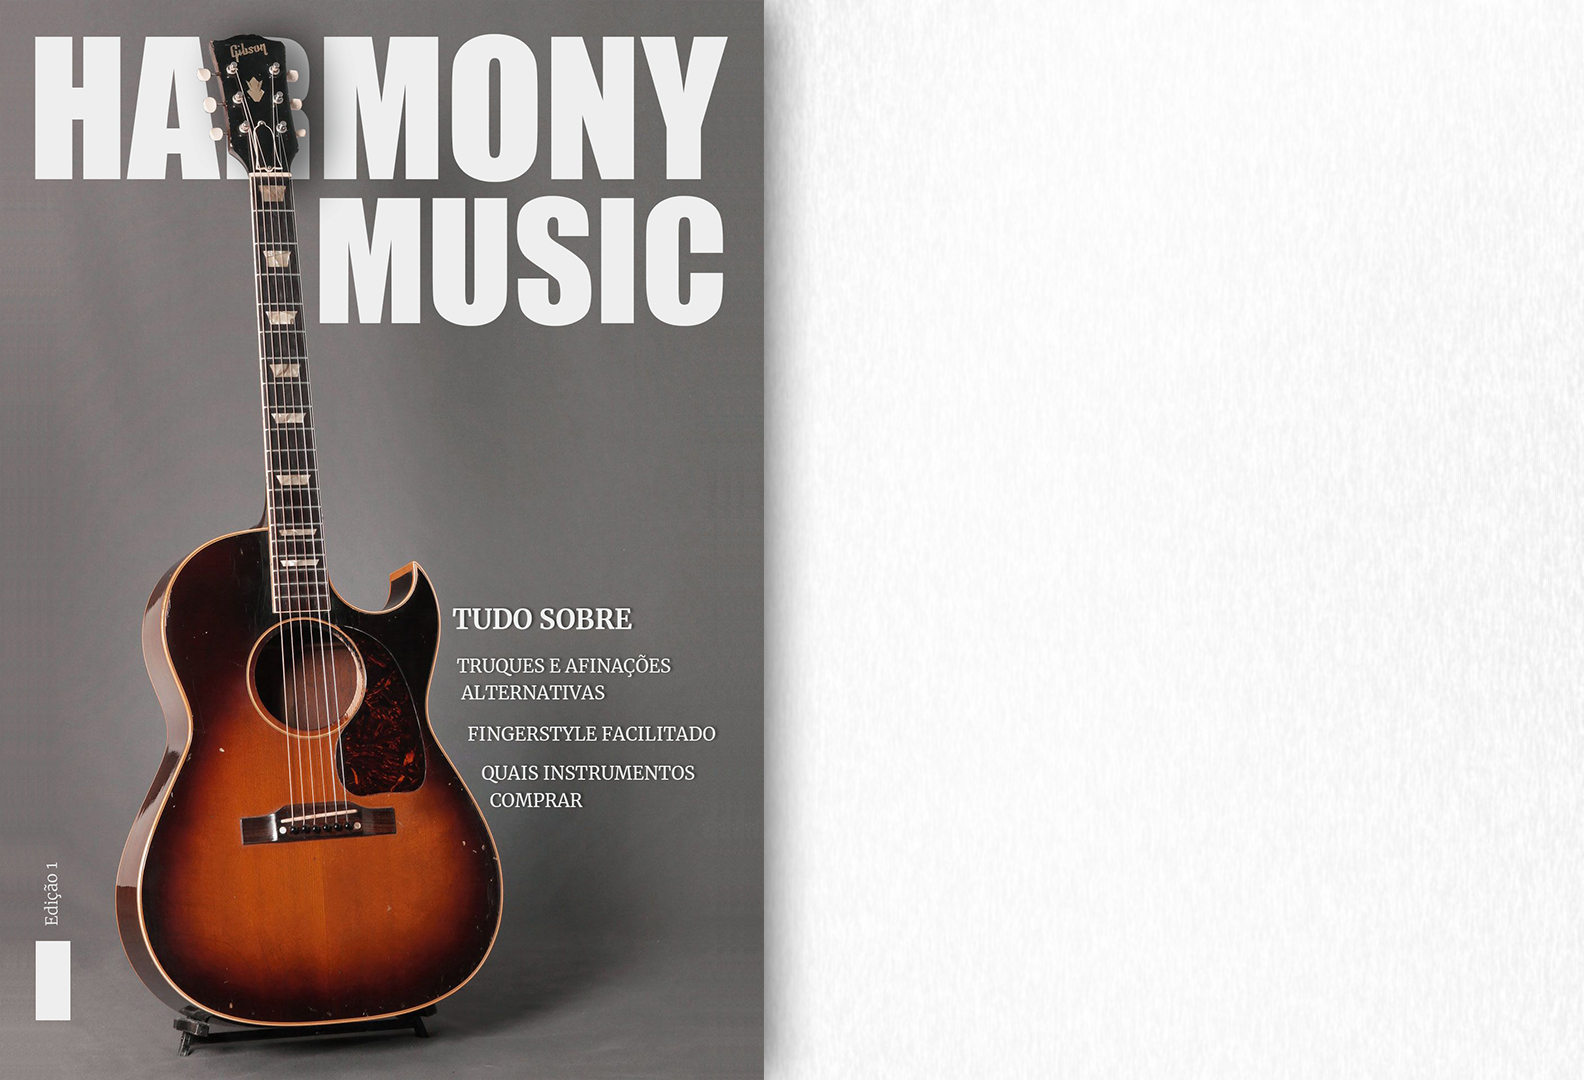 HARMONY
Gibson
MUSIC
TUDO SOBRE
TRUQUES E AFINAÇÕES
ALTERNATIVAS
FINGERSTYLE FACILITADO
QUAIS INSTRUMENTOS
COMPRAR
Edição 1